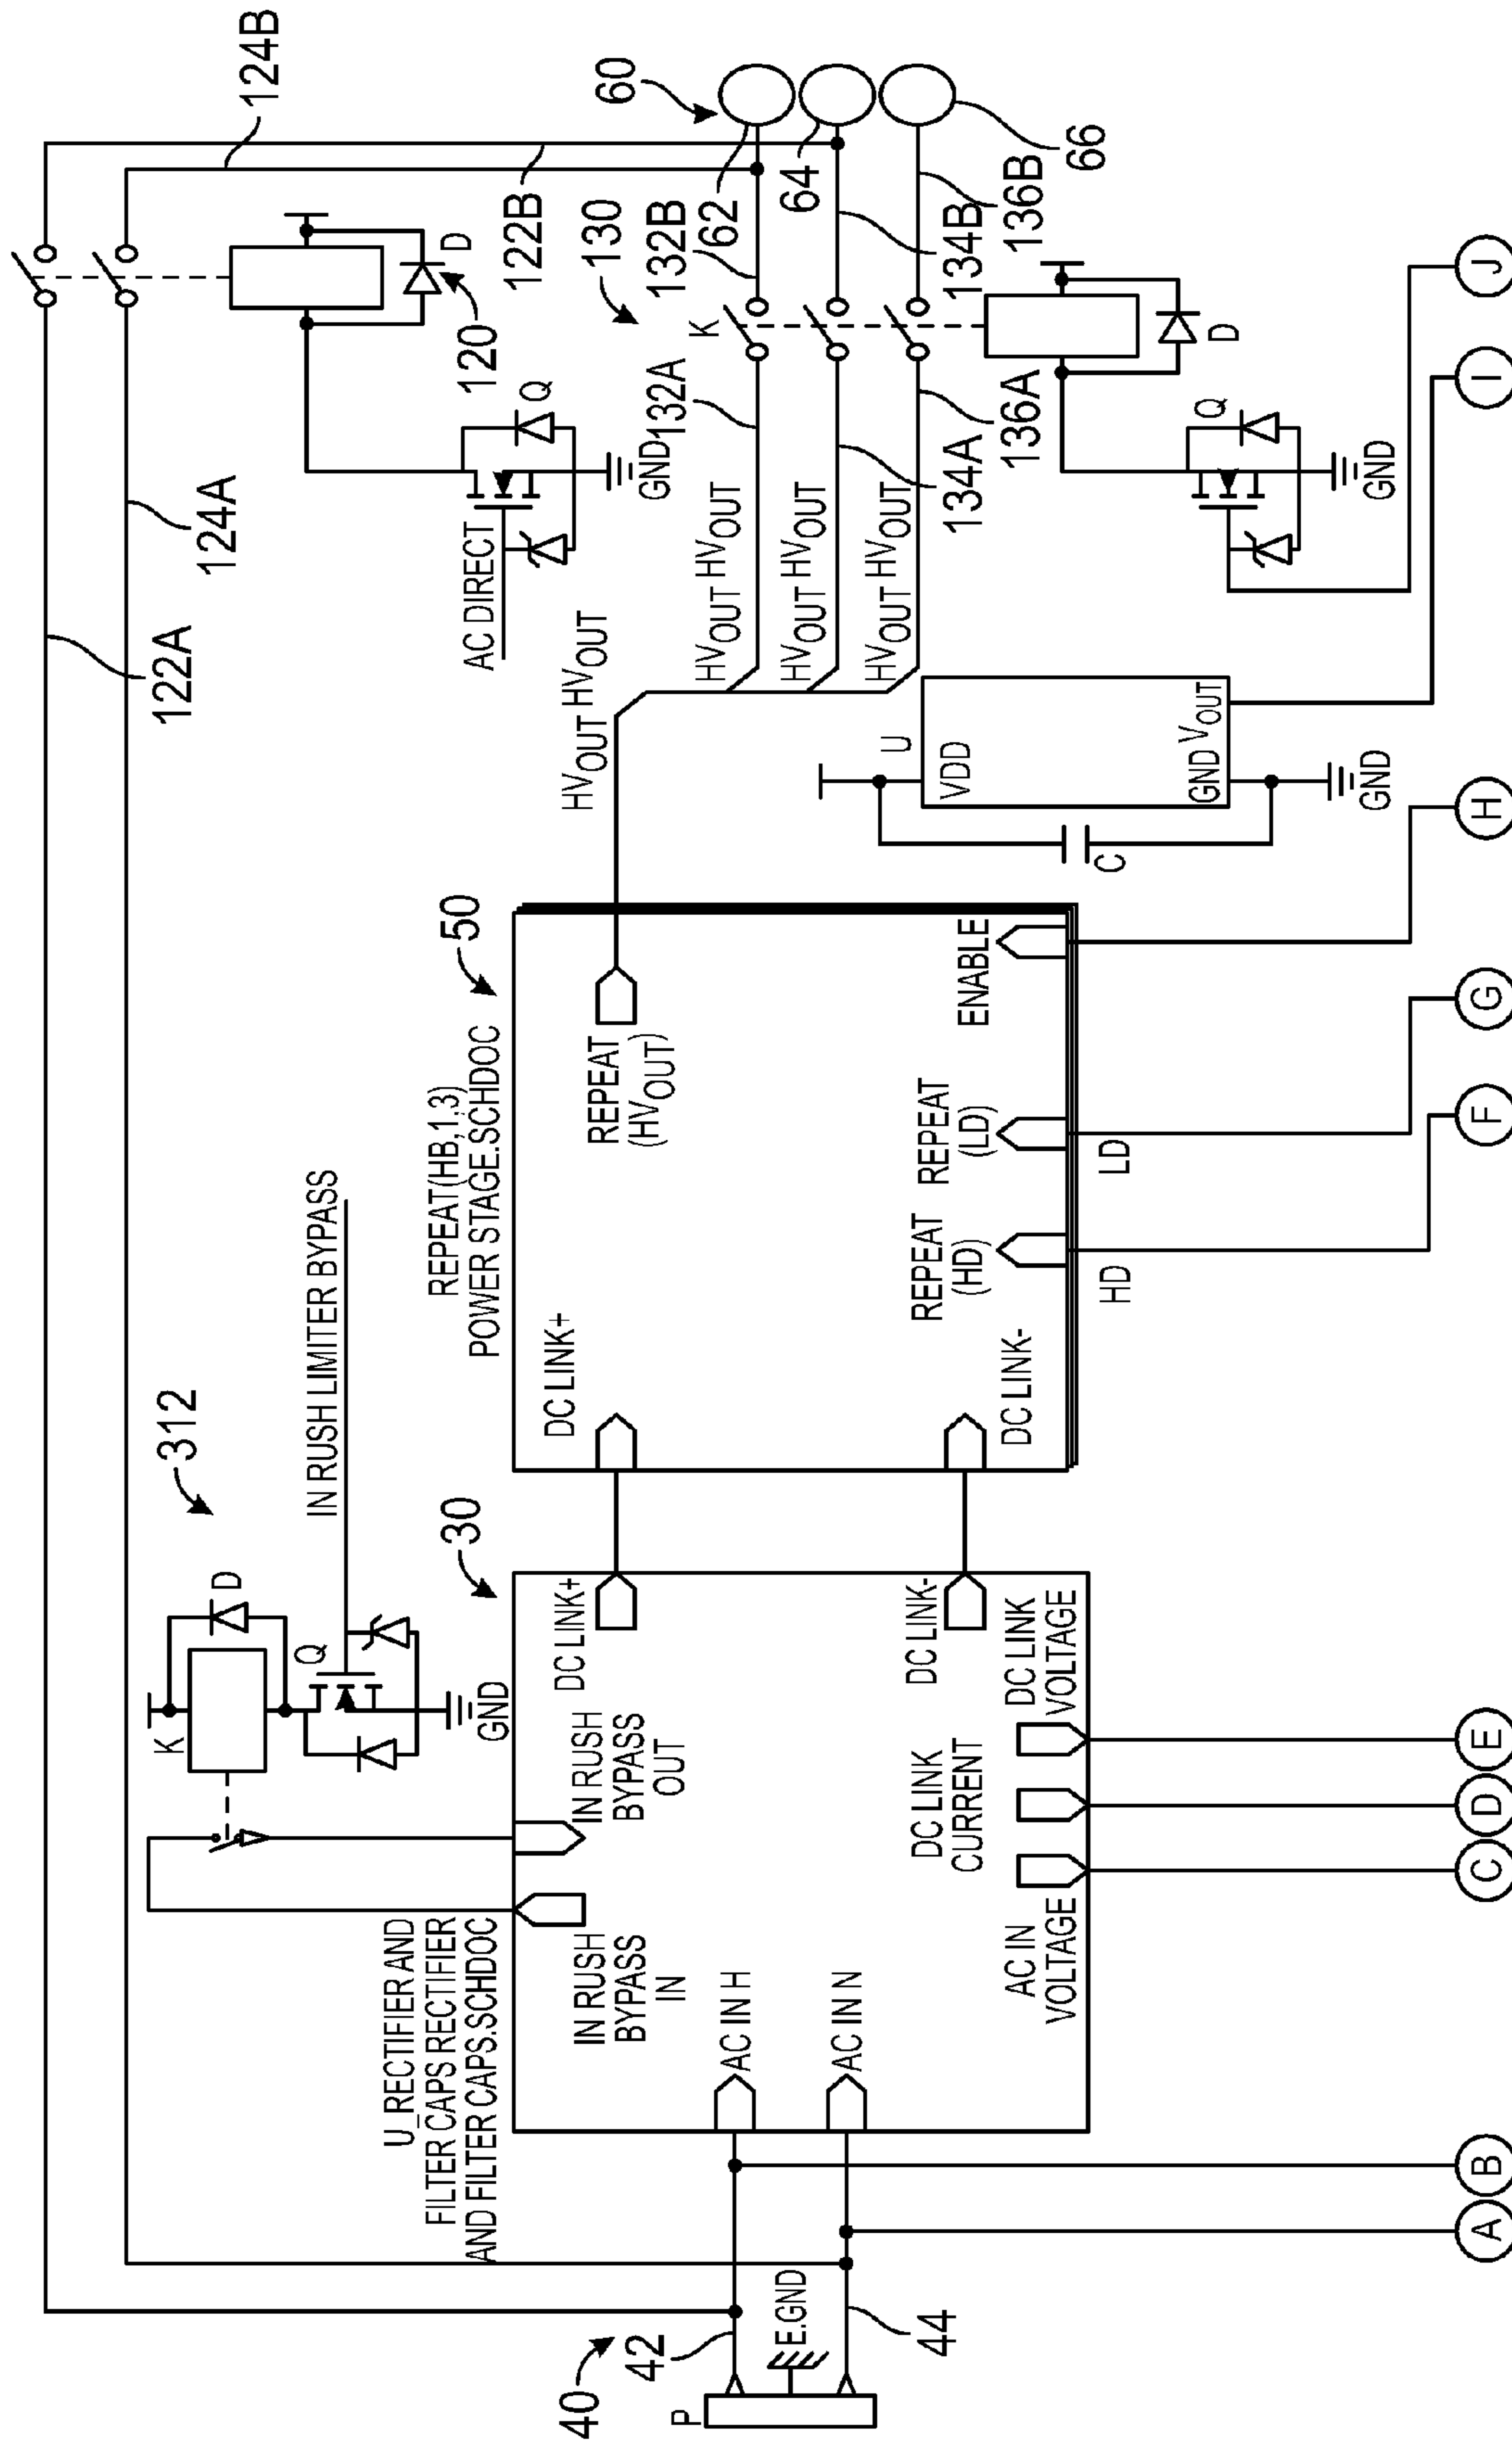 122A
124A
124B
122B
120
D
Q
AC DIRECT
GND
312
K
D
Q
GND
IN RUSH LIMITER BYPASS
40
42
44
P
E.GND
U_RECTIFIER AND
FILTER CAPS RECTIFIER
AND FILTER CAPS.SCHDOC
30
IN RUSH
BYPASS
IN
IN RUSH
BYPASS
OUT
DC LINK+
AC IN H
AC IN N
DC LINK-
AC IN
VOLTAGE
DC LINK
CURRENT
DC LINK
VOLTAGE
REPEAT(HB,1,3)
POWER STAGE.SCHDOC
50
DC LINK+
REPEAT
(HVOUT)
DC LINK-
REPEAT
(HD)
REPEAT
(LD)
ENABLE
HD
LD
HVOUT HVOUT
HVOUT HVOUT
HVOUT HVOUT
HVOUT HVOUT
130
K
132A
132B
134A
134B
136A
136B
60
62
64
66
U
VDD
GND VOUT
C
GND
D
Q
GND
A
B
C
D
E
F
G
H
I
J